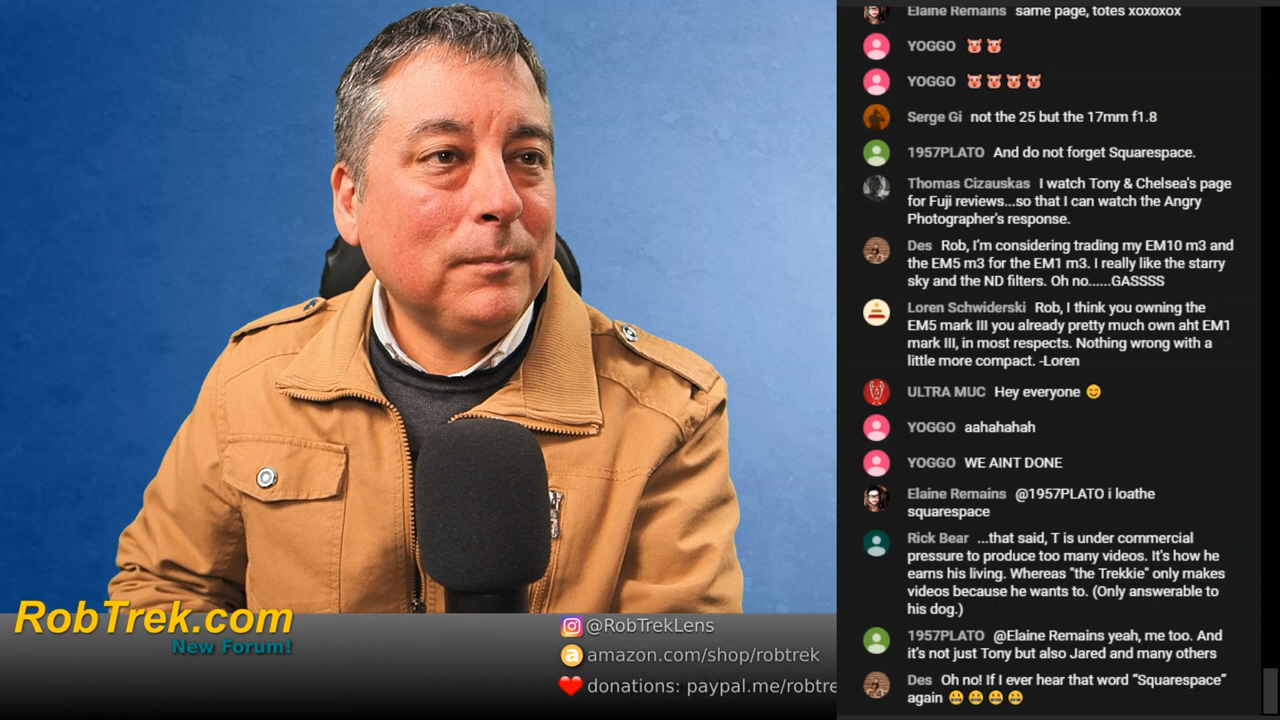 RobTrek.com
New Forum!
@RobTrekLens
amazon.com/shop/robtrek
donations: paypal.me/robtre
Elaine Remains same page, totes xoxoxox
YOGGO 🐷 🐷
YOGGO 🐷 🐷 🐷 🐷
Serge Gi not the 25 but the 17mm f1.8
1957PLATO And do not forget Squarespace.
Thomas Cizauskas I watch Tony & Chelsea's page
for Fuji reviews...so that I can watch the Angry
Photographer's response.
Des Rob, I'm considering trading my EM10 m3 and
the EM5 m3 for the EM1 m3. I really like the starry
sky and the ND filters. Oh no......GASSSS
Loren Schwiderski Rob, I think you owning the
EM5 mark III you already pretty much own aht EM1
mark III, in most respects. Nothing wrong with a
little more compact. -Loren
ULTRA MUC Hey everyone 😊
YOGGO aahahahah
YOGGO WE AINT DONE
Elaine Remains @1957PLATO i loathe
squarespace
Rick Bear ...that said, T is under commercial
pressure to produce too many videos. It's how he
earns his living. Whereas "the Trekkie" only makes
videos because he wants to. (Only answerable to
his dog.)
1957PLATO @Elaine Remains yeah, me too. And
it's not just Tony but also Jared and many others
Des Oh no! If I ever hear that word “Squarespace”
again 😬 😬 😬 😬